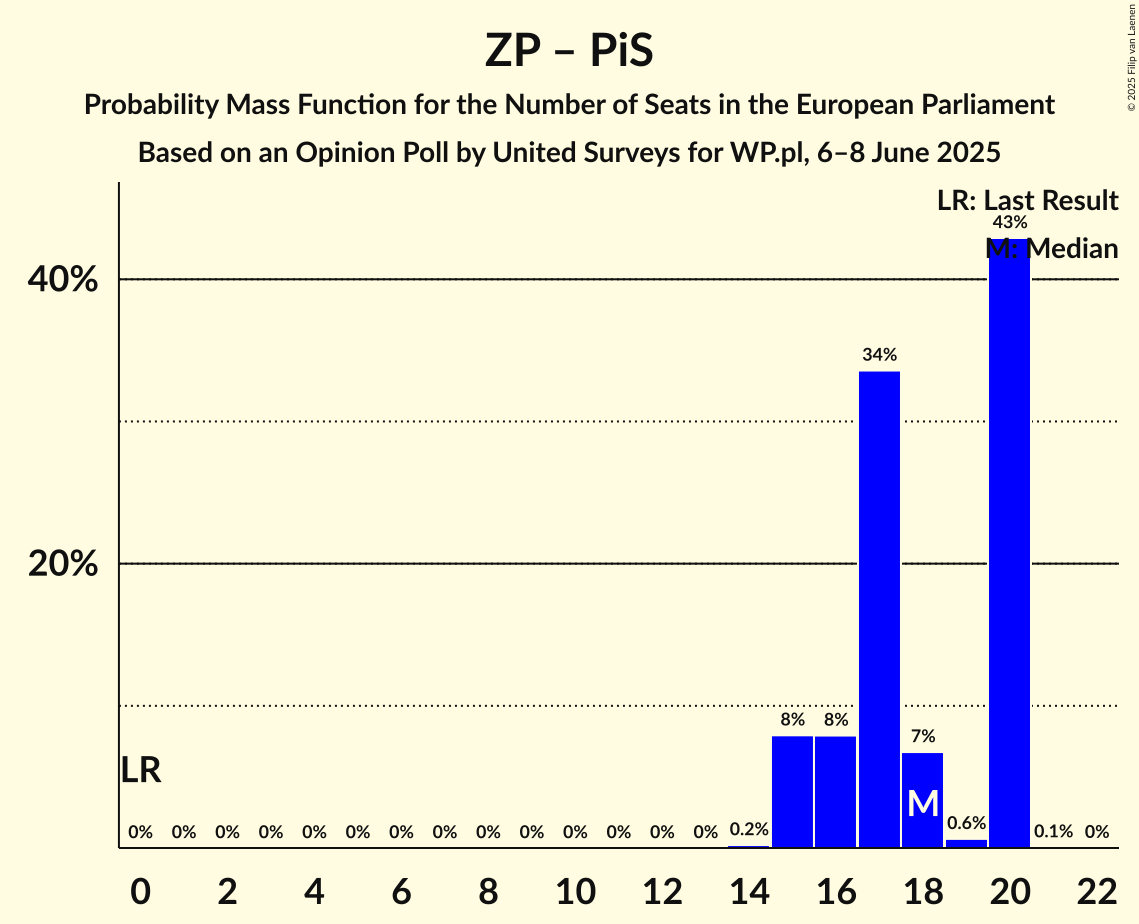 ZP – PiS
Probability Mass Function for the Number of Seats in the European Parliament
Based on an Opinion Poll by United Surveys for WP.pl, 6–8 June 2025
© 2025 Filip van Laenen
LR: Last Result
M: Median
43%
40%
34%
20%
8% 8% 7%
LR
M
0% 0% 0% 0% 0% 0% 0% 0% 0% 0% 0% 0% 0% 0% 0.2% 0.6% 0.1% 0%
0 2 4 6 8 10 12 14 16 18 20 22